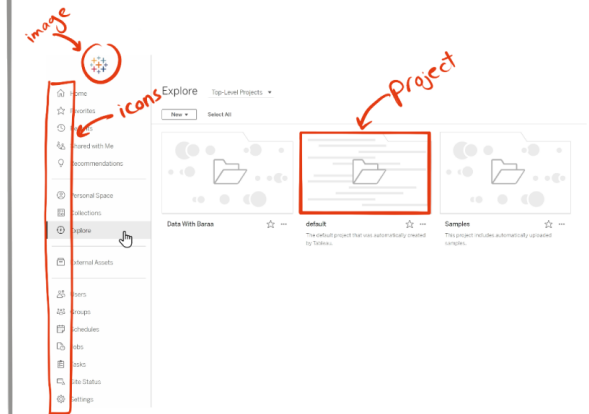 image
icons
Project
Explore Top-Level Projects
New Select All
Home
Favorites
Recents
Shared with Me
Recommendations
Personal Space
Collections
Explore
External Assets
Users
Groups
Schedules
Jobs
Tasks
Site Status
Settings
Data With Baraa
default
The default project that was automatically created
by Tableau.
Samples
This project includes automatically uploaded
samples.